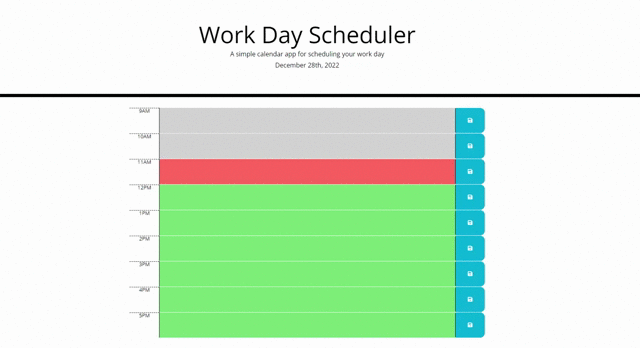 Work Day Scheduler
A simple calendar app for scheduling your work day
December 28th, 2022
9AM
10AM
11AM
12PM
1PM
2PM
3PM
4PM
5PM